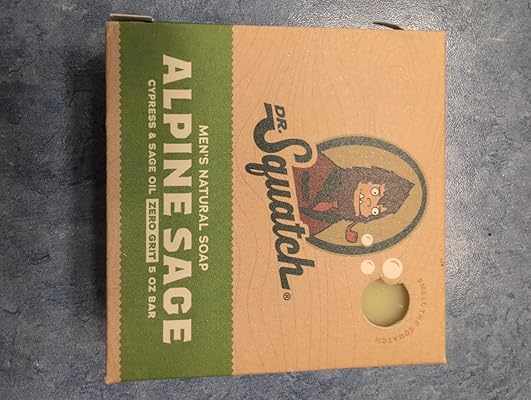 DR.
Squatch®
SMELL THE SQUATCH
MEN'S NATURAL SOAP
ALPINE SAGE
CYPRESS & SAGE OIL ZERO GRIT 5 OZ BAR